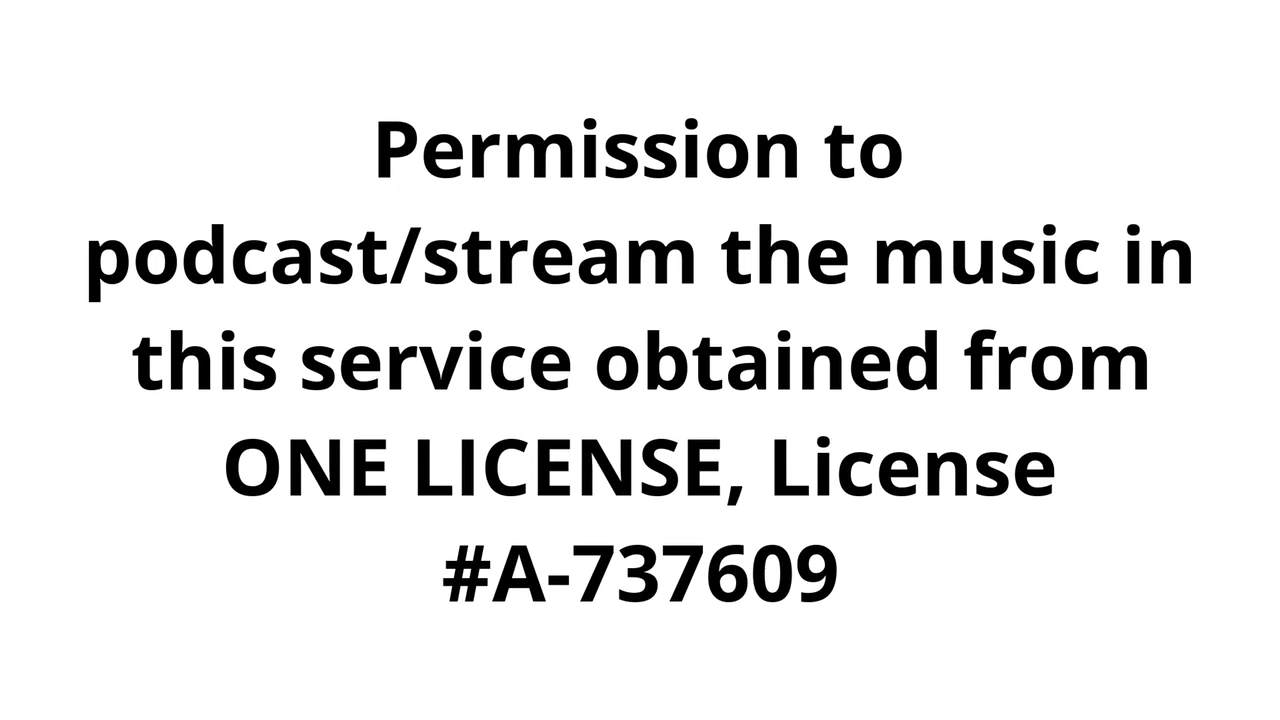 Permission to
podcast/stream the music in
this service obtained from
ONE LICENSE, License
#A-737609